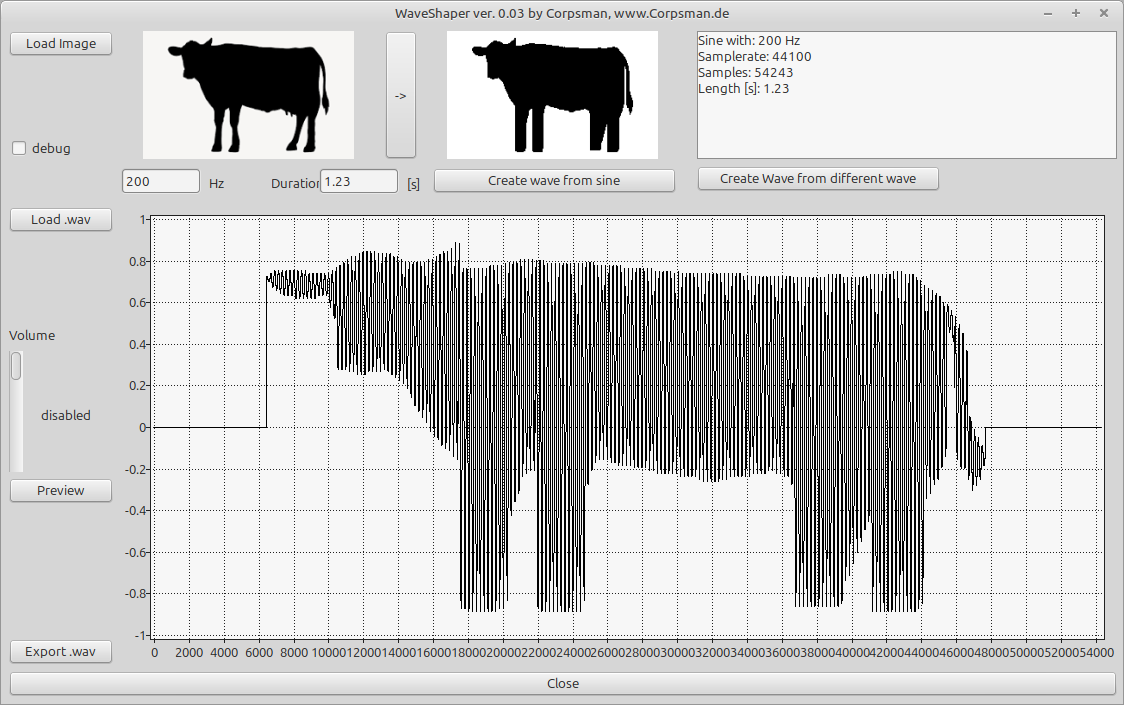 WaveShaper ver. 0.03 by Corpsman, www.Corpsman.de
Load Image
->
Sine with: 200 Hz
Samplerate: 44100
Samples: 54243
Length [s]: 1.23
debug
200 Hz Duration 1.23 [s] Create wave from sine Create Wave from different wave
Load .wav
Volume
disabled
Preview
Export .wav
1
0.8
0.6
0.4
0.2
0
-0.2
-0.4
-0.6
-0.8
-1
0 2000 4000 6000 8000 10000 12000 14000 16000 18000 20000 22000 24000 26000 28000 30000 32000 34000 36000 38000 40000 42000 44000 46000 48000 50000 52000 54000
Close